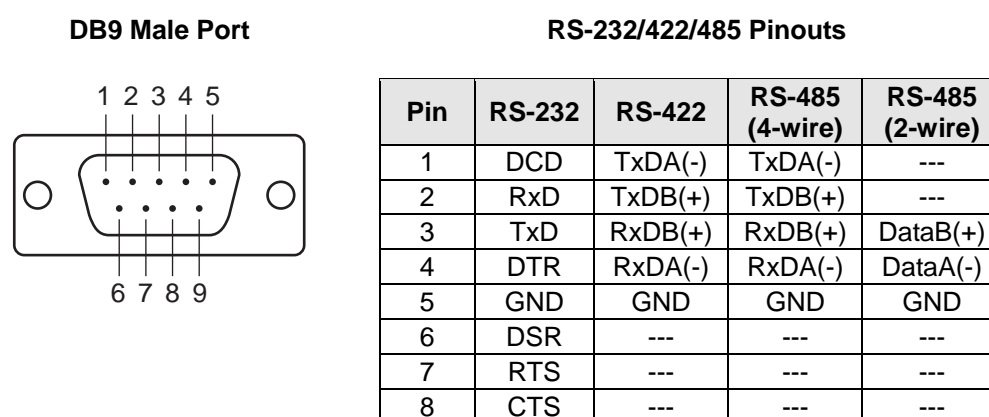 DB9 Male Port
1 2 3 4 5
6 7 8 9
RS-232/422/485 Pinouts
Pin RS-232 RS-422 RS-485 (4-wire) RS-485 (2-wire)
1 DCD TxDA(-) TxDA(-) ---
2 RxD TxDB(+) TxDB(+) ---
3 TxD RxDB(+) RxDB(+) DataB(+)
4 DTR RxDA(-) RxDA(-) DataA(-)
5 GND GND GND GND
6 DSR --- --- ---
7 RTS --- --- ---
8 CTS --- --- ---